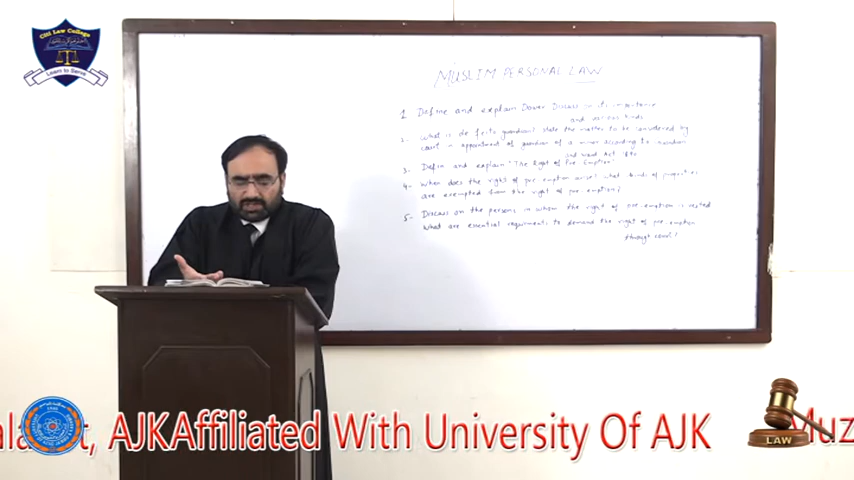 Citi Law College
Learn to Serve
MUSLIM PERSONAL LAW
1 Define and explain Dower Discuss its importance
and various kinds
2- What is de facto guardian? state the matter to be considered by
court in appointment of guardian of a minor according to
and ward Act 1890
3- Defin and explain "The Right of Pre Emption"
4- When does the right of pre-emption arise? What kinds of properties
are exempted from the right of pre-emption?
5- Discuss on the persons in whom the right of pre-emption is vested
What are essential requirments to demand the right of pre-emption
through court?
t, AJKAffiliated With University Of AJK
Muz
LAW